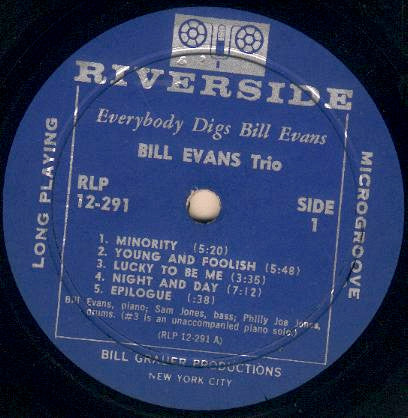 RIVERSIDE
Everybody Digs Bill Evans
BILL EVANS Trio
RLP
12-291
SIDE
1
LONG PLAYING
MICROGROOVE
1. MINORITY (5:20)
2. YOUNG AND FOOLISH (5:48)
3. LUCKY TO BE ME (3:35)
4. NIGHT AND DAY (7:12)
5. EPILOGUE (:38)
Bill Evans, piano; Sam Jones, bass; Philly Joe Jones,
drums. (#3 is an unaccompanied piano solo)
(RLP 12-291 A)
BILL GRAUER PRODUCTIONS
NEW YORK CITY